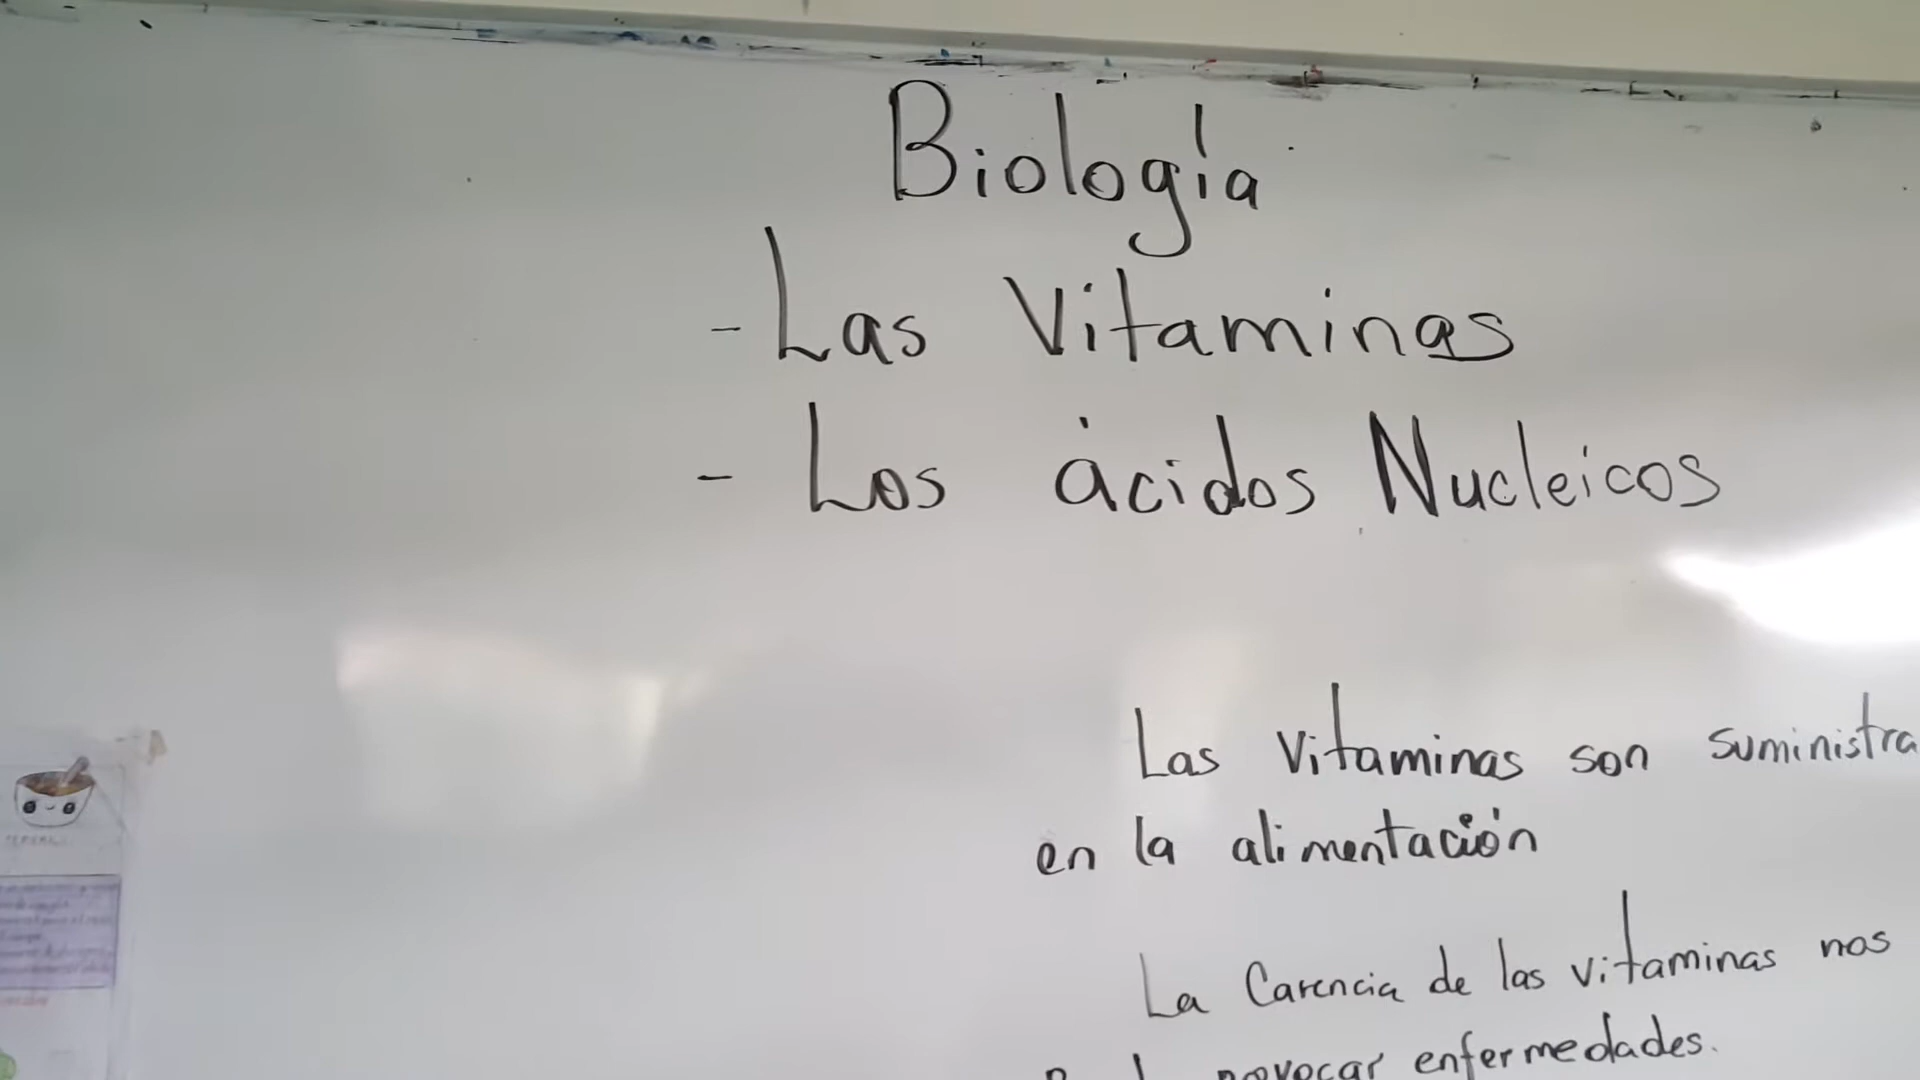 Biología
- Las Vitaminas
- Los ácidos Nucleicos
Las vitaminas son suministra
en la alimentación
La Carencia de las vitaminas nos
provocar enfermedades.